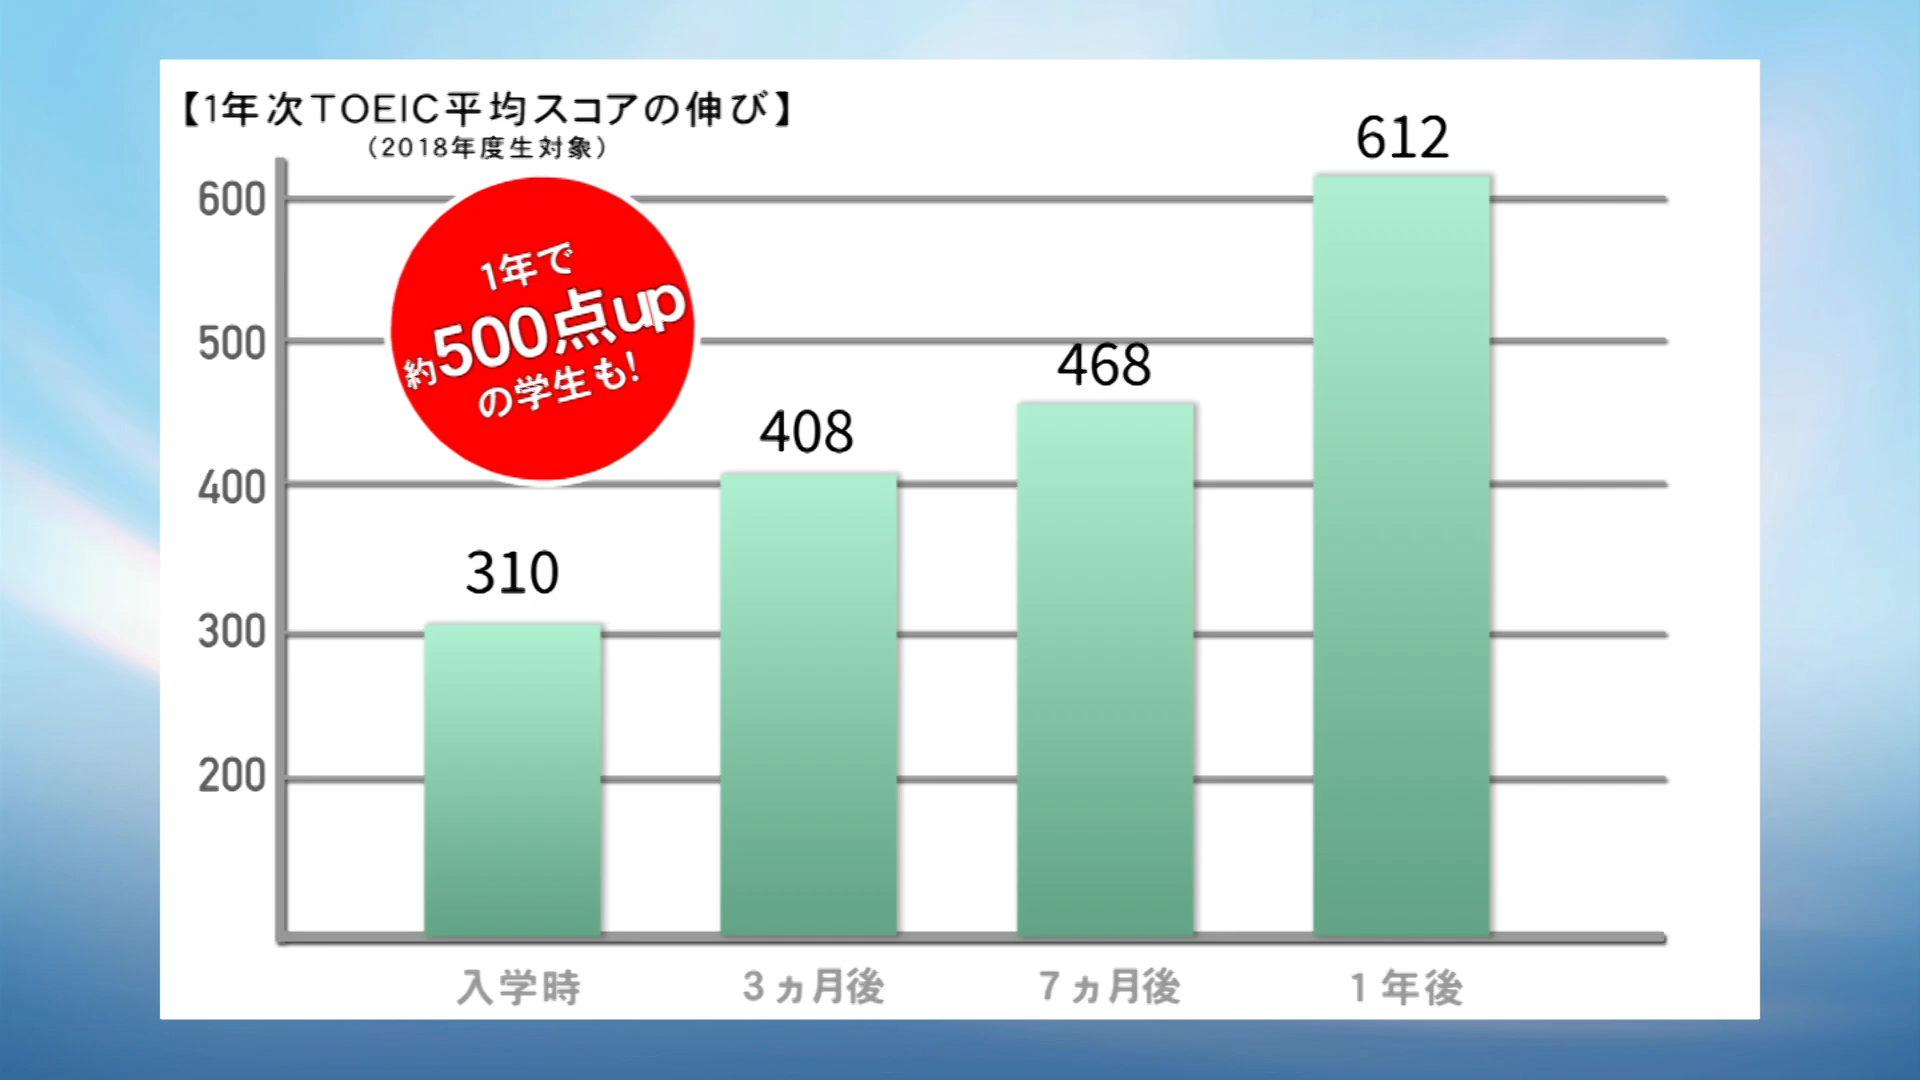 【1年次TOEIC平均スコアの伸び】
（2018年度生対象）
612
600
1年で
約500点up
の学生も!
500
468
408
400
310
300
200
入学時
3ヵ月後
7ヵ月後
1年後